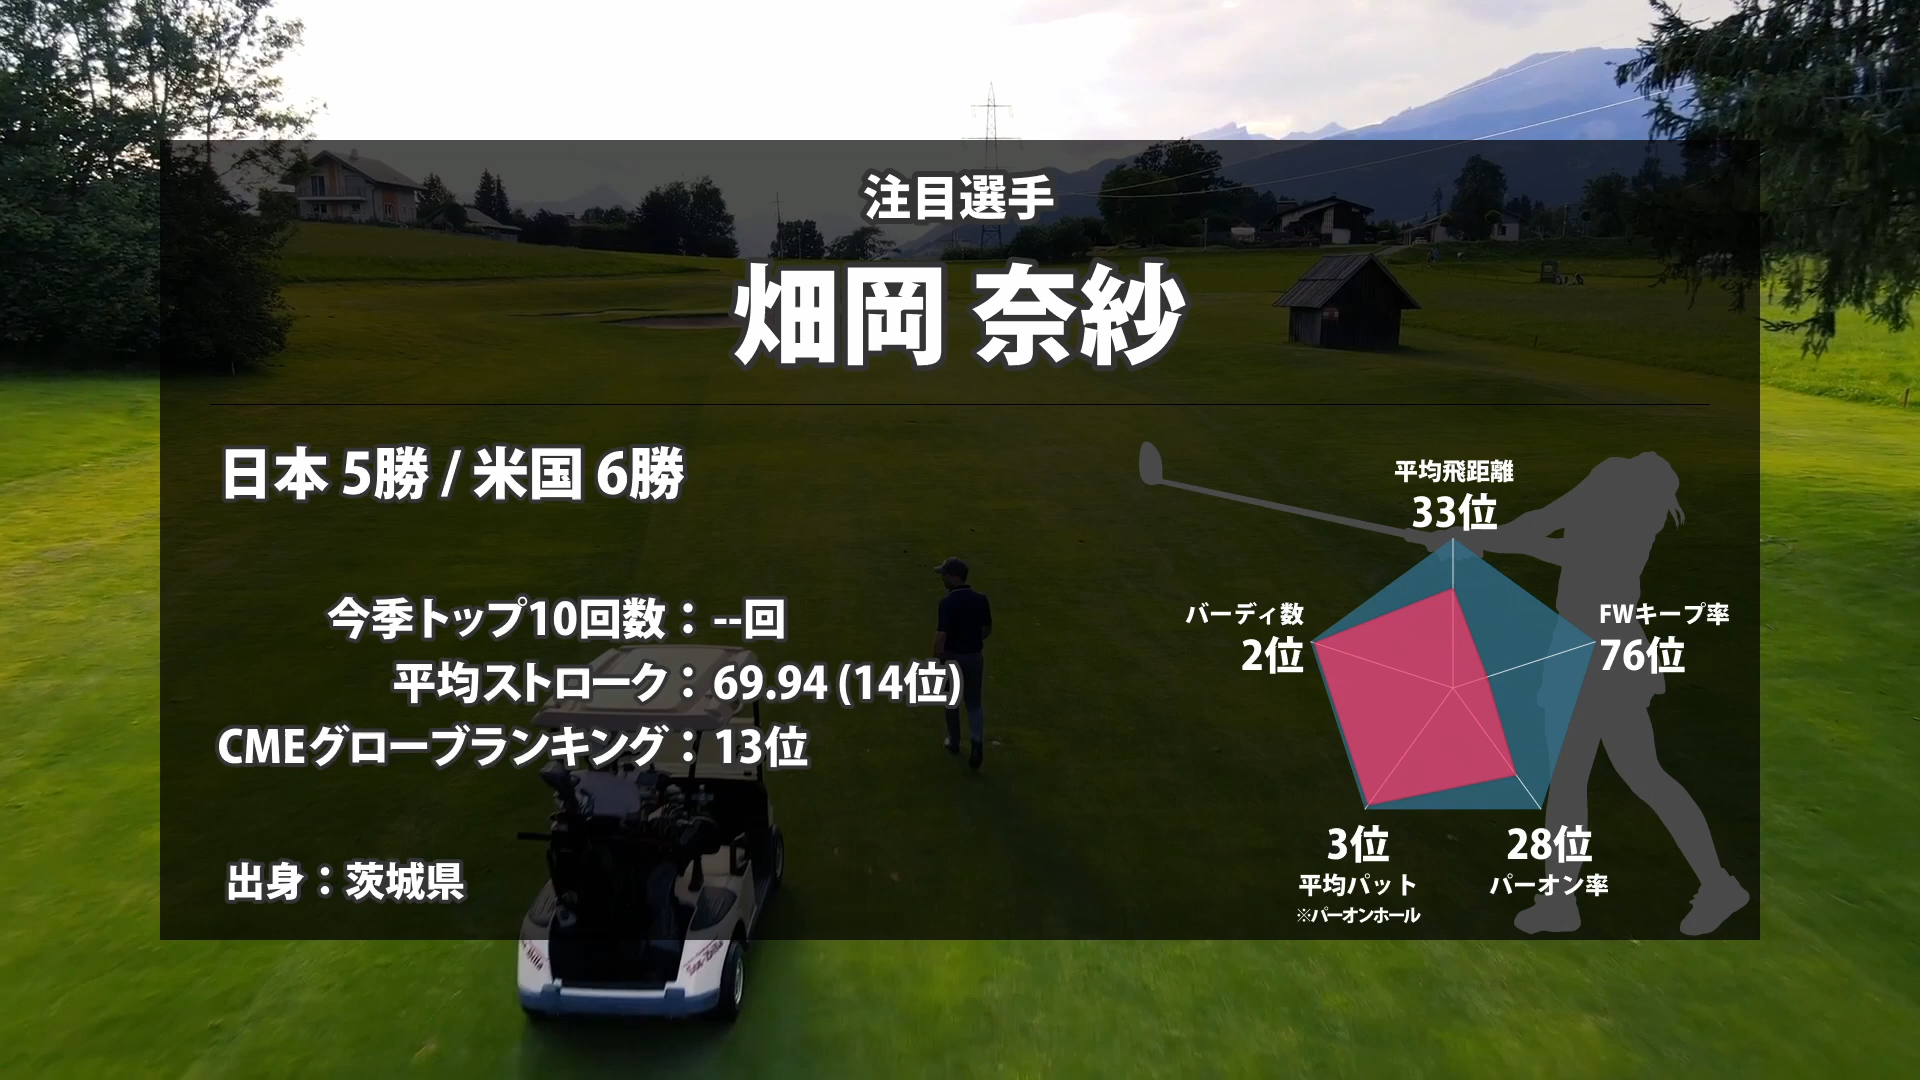 注目選手
畑岡 奈紗
日本 5勝 / 米国 6勝
今季トップ10回数：--回
平均ストローク：69.94 (14位)
CMEグローブランキング：13位
出身：茨城県
平均飛距離
33位
バーディ数
2位
FWキープ率
76位
3位
平均パット
※パーオンホール
28位
パーオン率